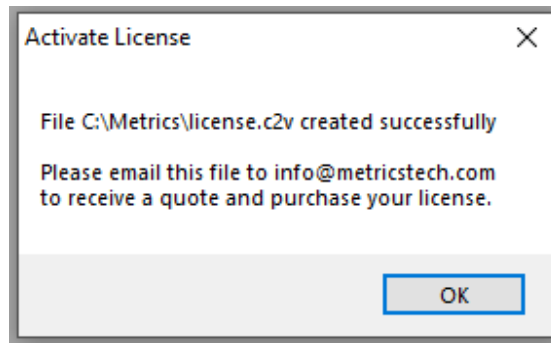 Activate License
File C:\Metrics\license.c2v created successfully
Please email this file to info@metricstech.com
to receive a quote and purchase your license.
OK